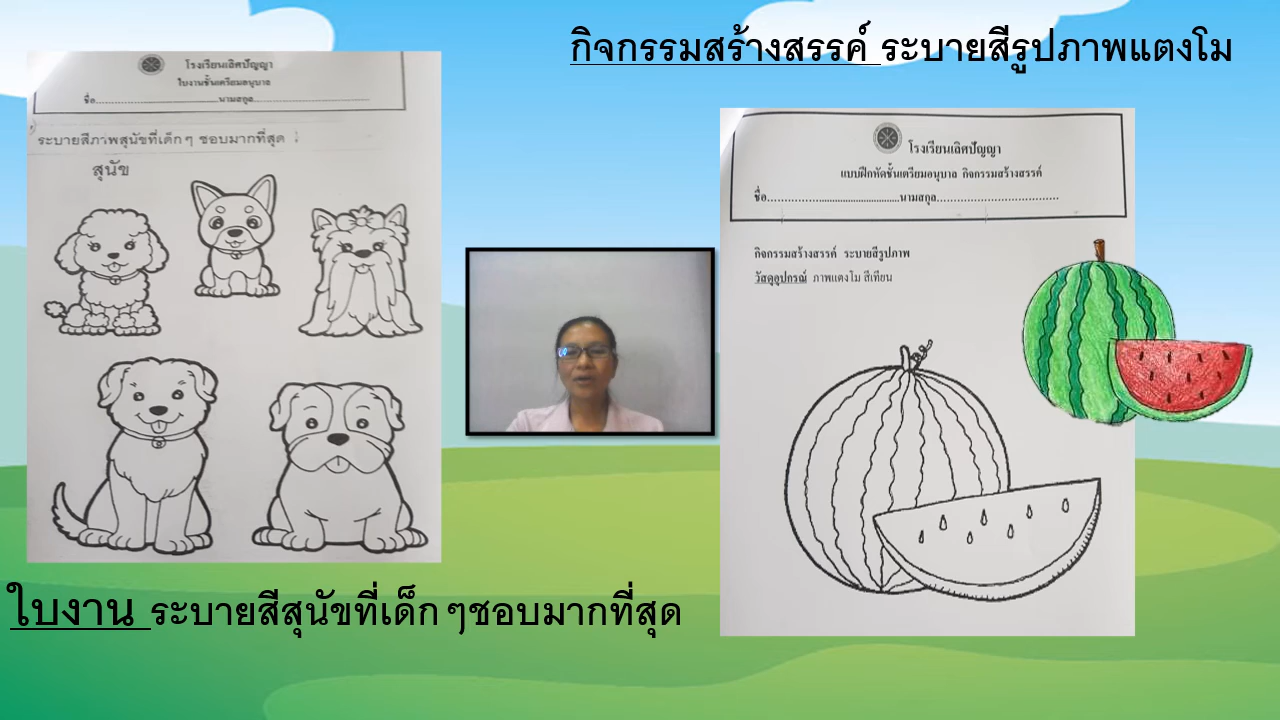 กิจกรรมสร้างสรรค์ ระบายสีรูปภาพแตงโม
โรงเรียนเลิศปัญญา
ใบงานชั้นเตรียมอนุบาล
ชื่อ..........................................นามสกุล..........................................
ระบายสีภาพสุนัขที่เด็กๆ ชอบมากที่สุด
สุนัข
โรงเรียนเลิศปัญญา
แบบฝึกหัดชั้นเตรียมอนุบาล กิจกรรมสร้างสรรค์
ชื่อ..........................................นามสกุล..........................................
กิจกรรมสร้างสรรค์ ระบายสีรูปภาพ
วัสดุอุปกรณ์ ภาพแตงโม สีเทียน
ใบงาน ระบายสีสุนัขที่เด็กๆชอบมากที่สุด